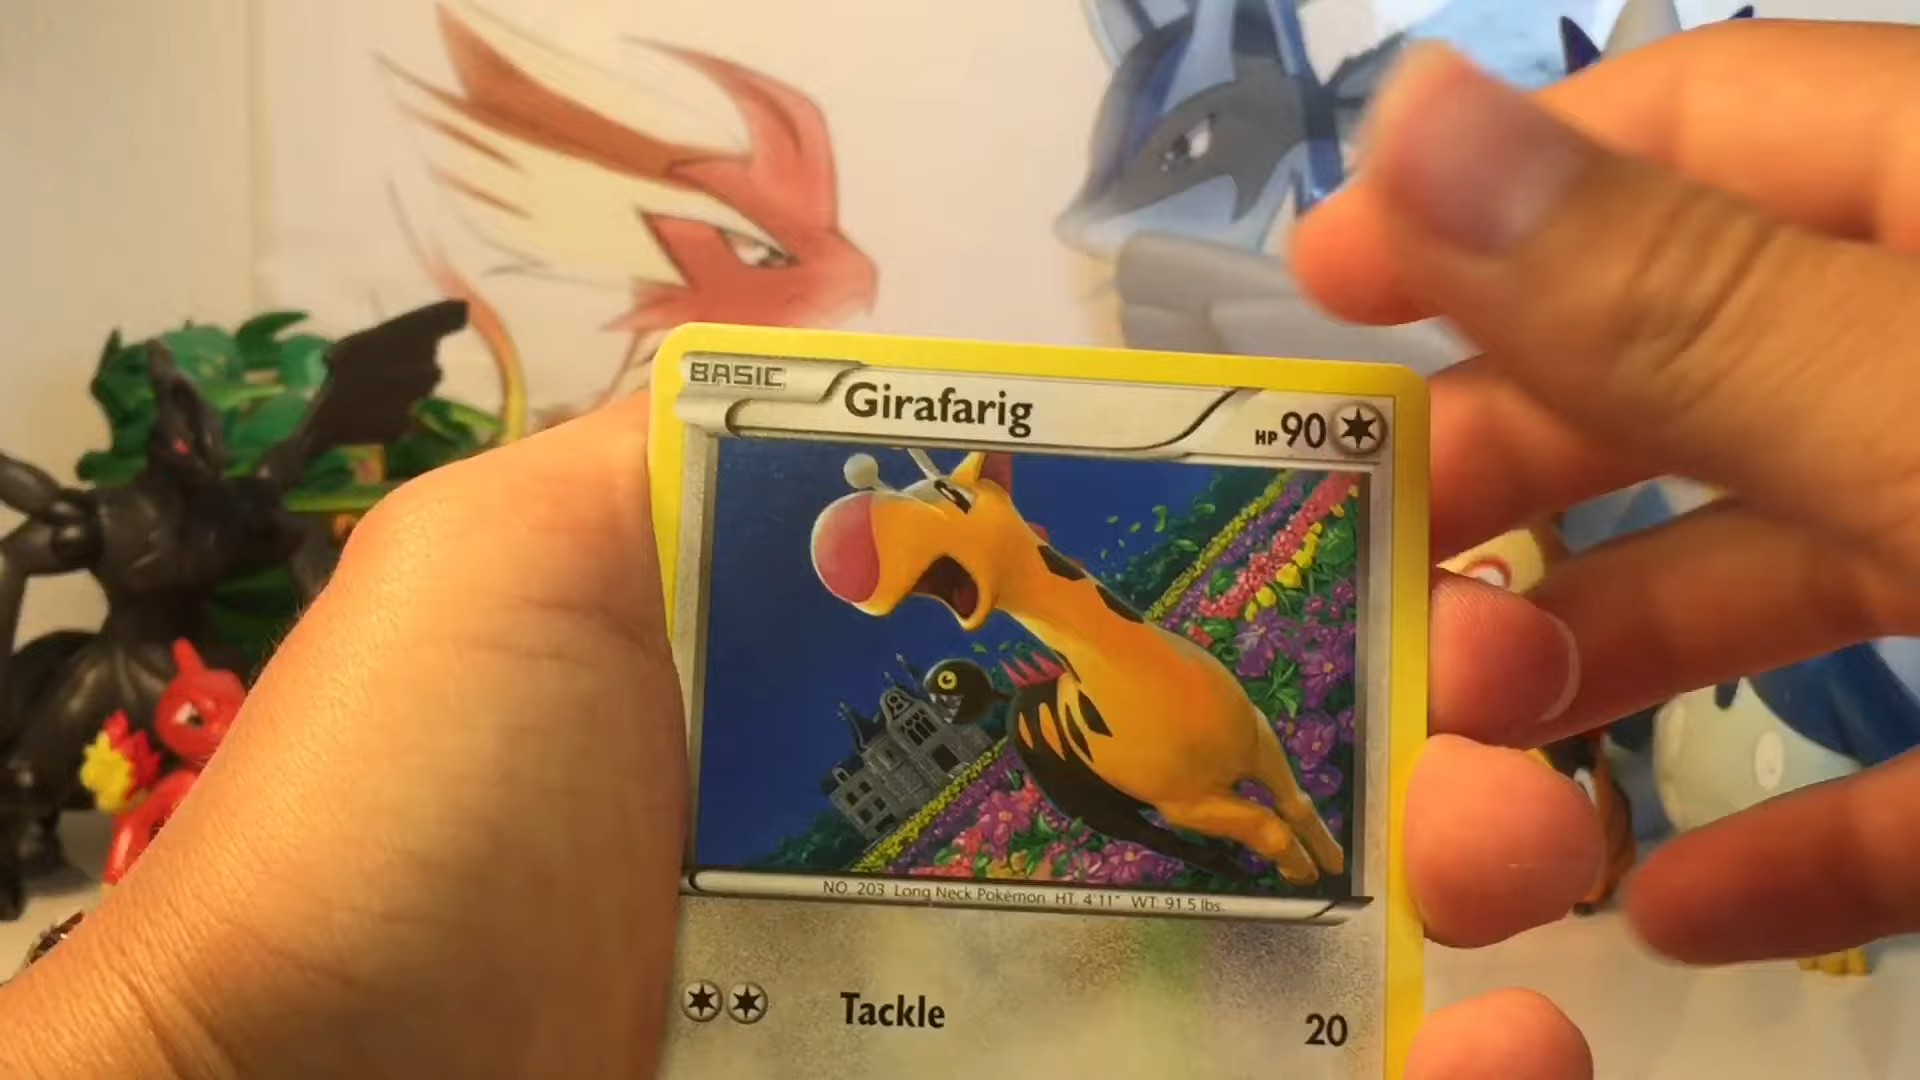 BASIC Girafarig HP 90
NO. 203 Long Neck Pokémon HT: 4'11" WT: 91.5 lbs.
Tackle 20